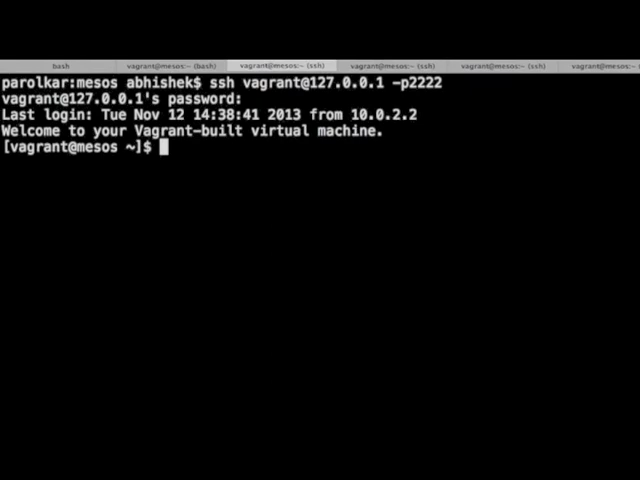 bash
vagrant@mesos:~ (bash)
vagrant@mesos:~ (ssh)
vagrant@mesos:~ (ssh)
vagrant@mesos:~ (ssh)
vagrant@mesos:~
parolkar:mesos abhishek$ ssh vagrant@127.0.0.1 -p2222
vagrant@127.0.0.1's password:
Last login: Tue Nov 12 14:38:41 2013 from 10.0.2.2
Welcome to your Vagrant-built virtual machine.
[vagrant@mesos ~]$